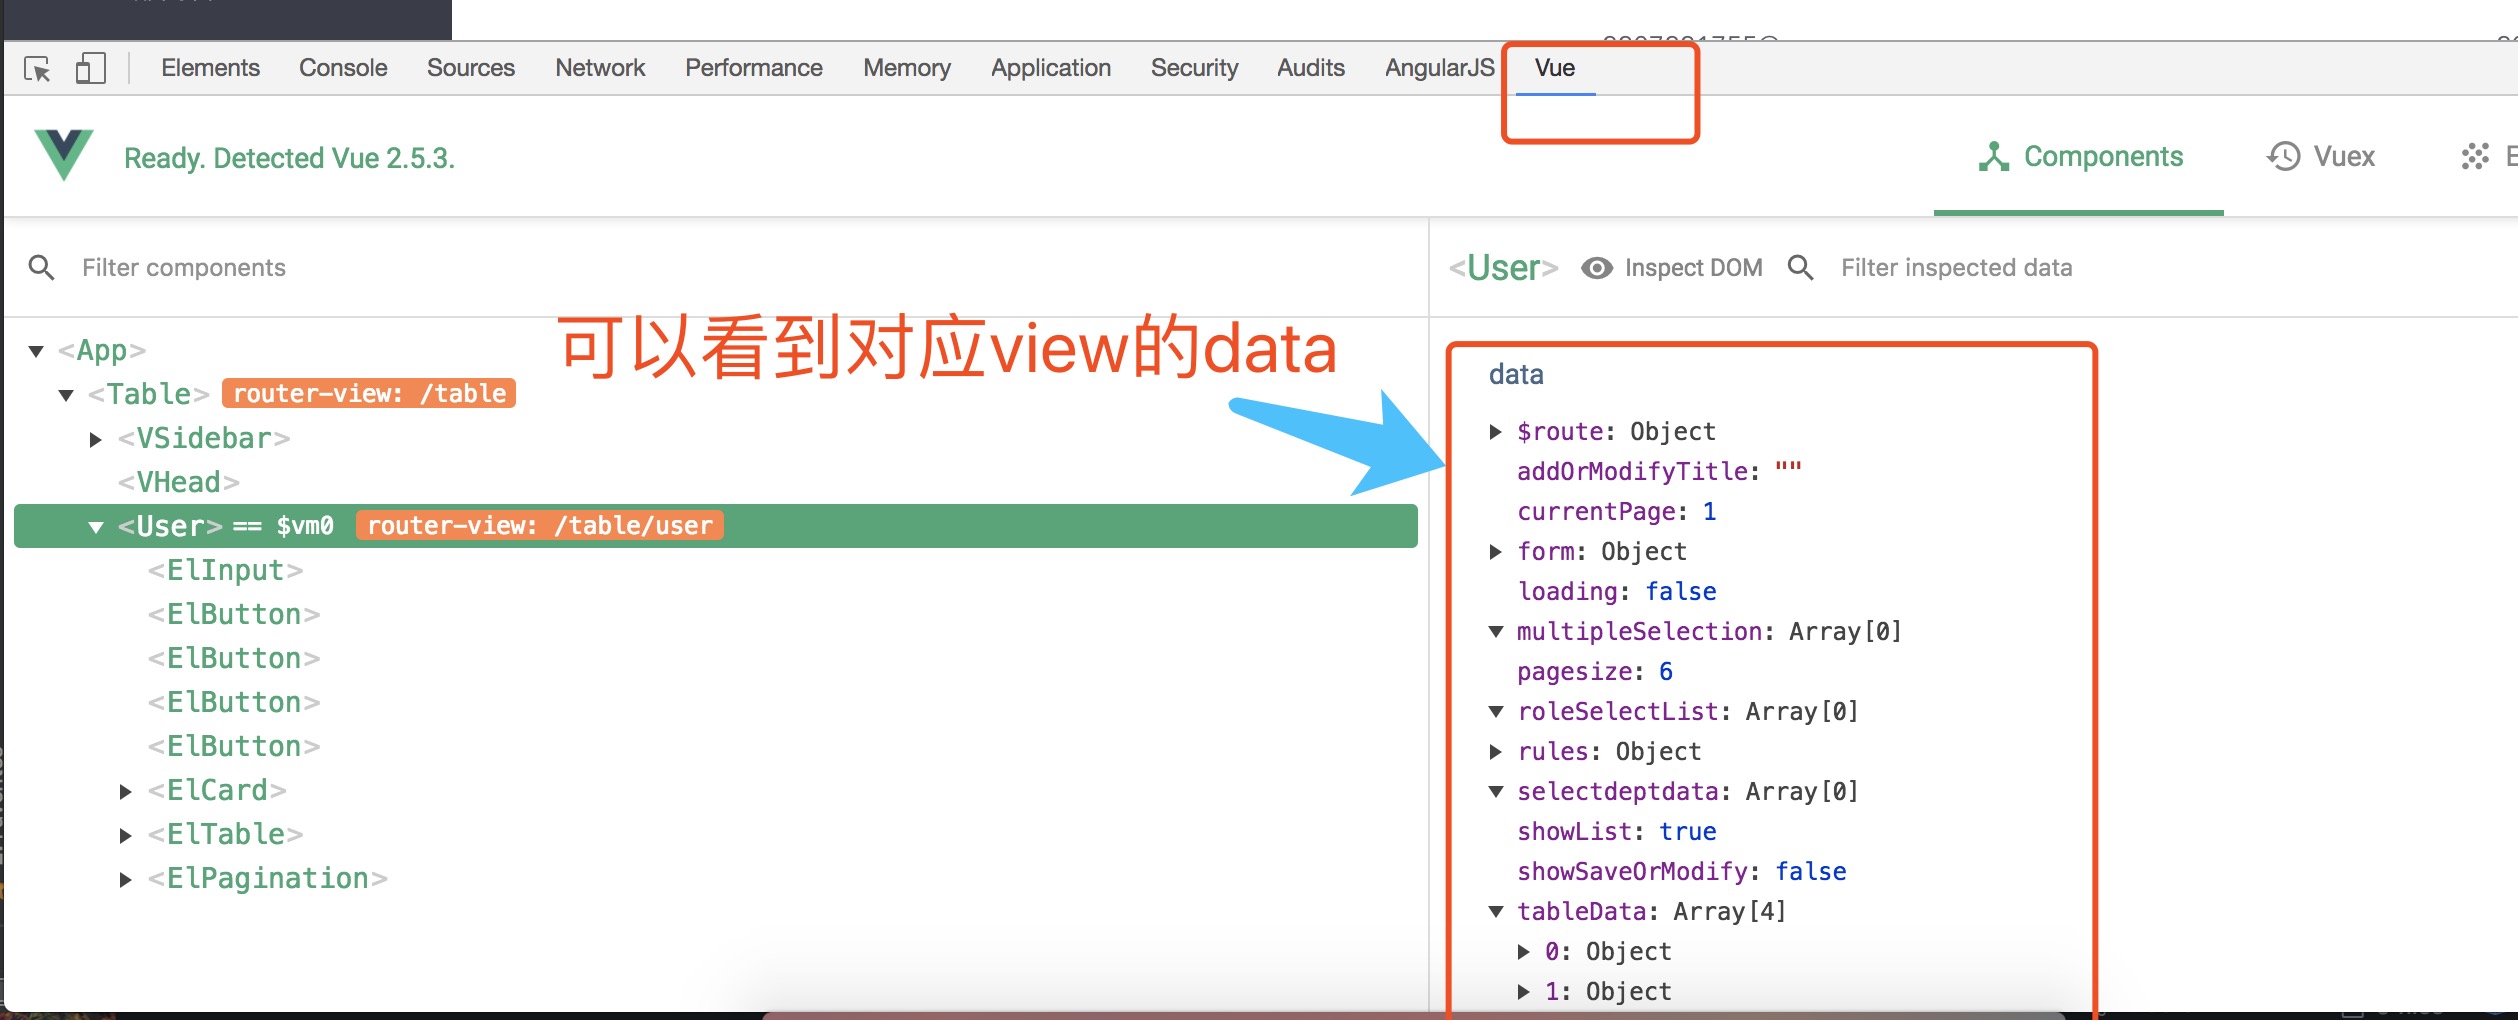 Elements Console Sources Network Performance Memory Application Security Audits AngularJS Vue
Ready. Detected Vue 2.5.3.
Components Vuex
Filter components
<User> Inspect DOM Filter inspected data
可以看到对应view的data
<App>
<Table> router-view: /table
<VSidebar>
<VHead>
<User> == $vm0 router-view: /table/user
<ElInput>
<ElButton>
<ElButton>
<ElButton>
<ElButton>
<ElCard>
<ElTable>
<ElPagination>
data
$route: Object
addOrModifyTitle: ""
currentPage: 1
form: Object
loading: false
multipleSelection: Array[0]
pagesize: 6
roleSelectList: Array[0]
rules: Object
selectdeptdata: Array[0]
showList: true
showSaveOrModify: false
tableData: Array[4]
0: Object
1: Object